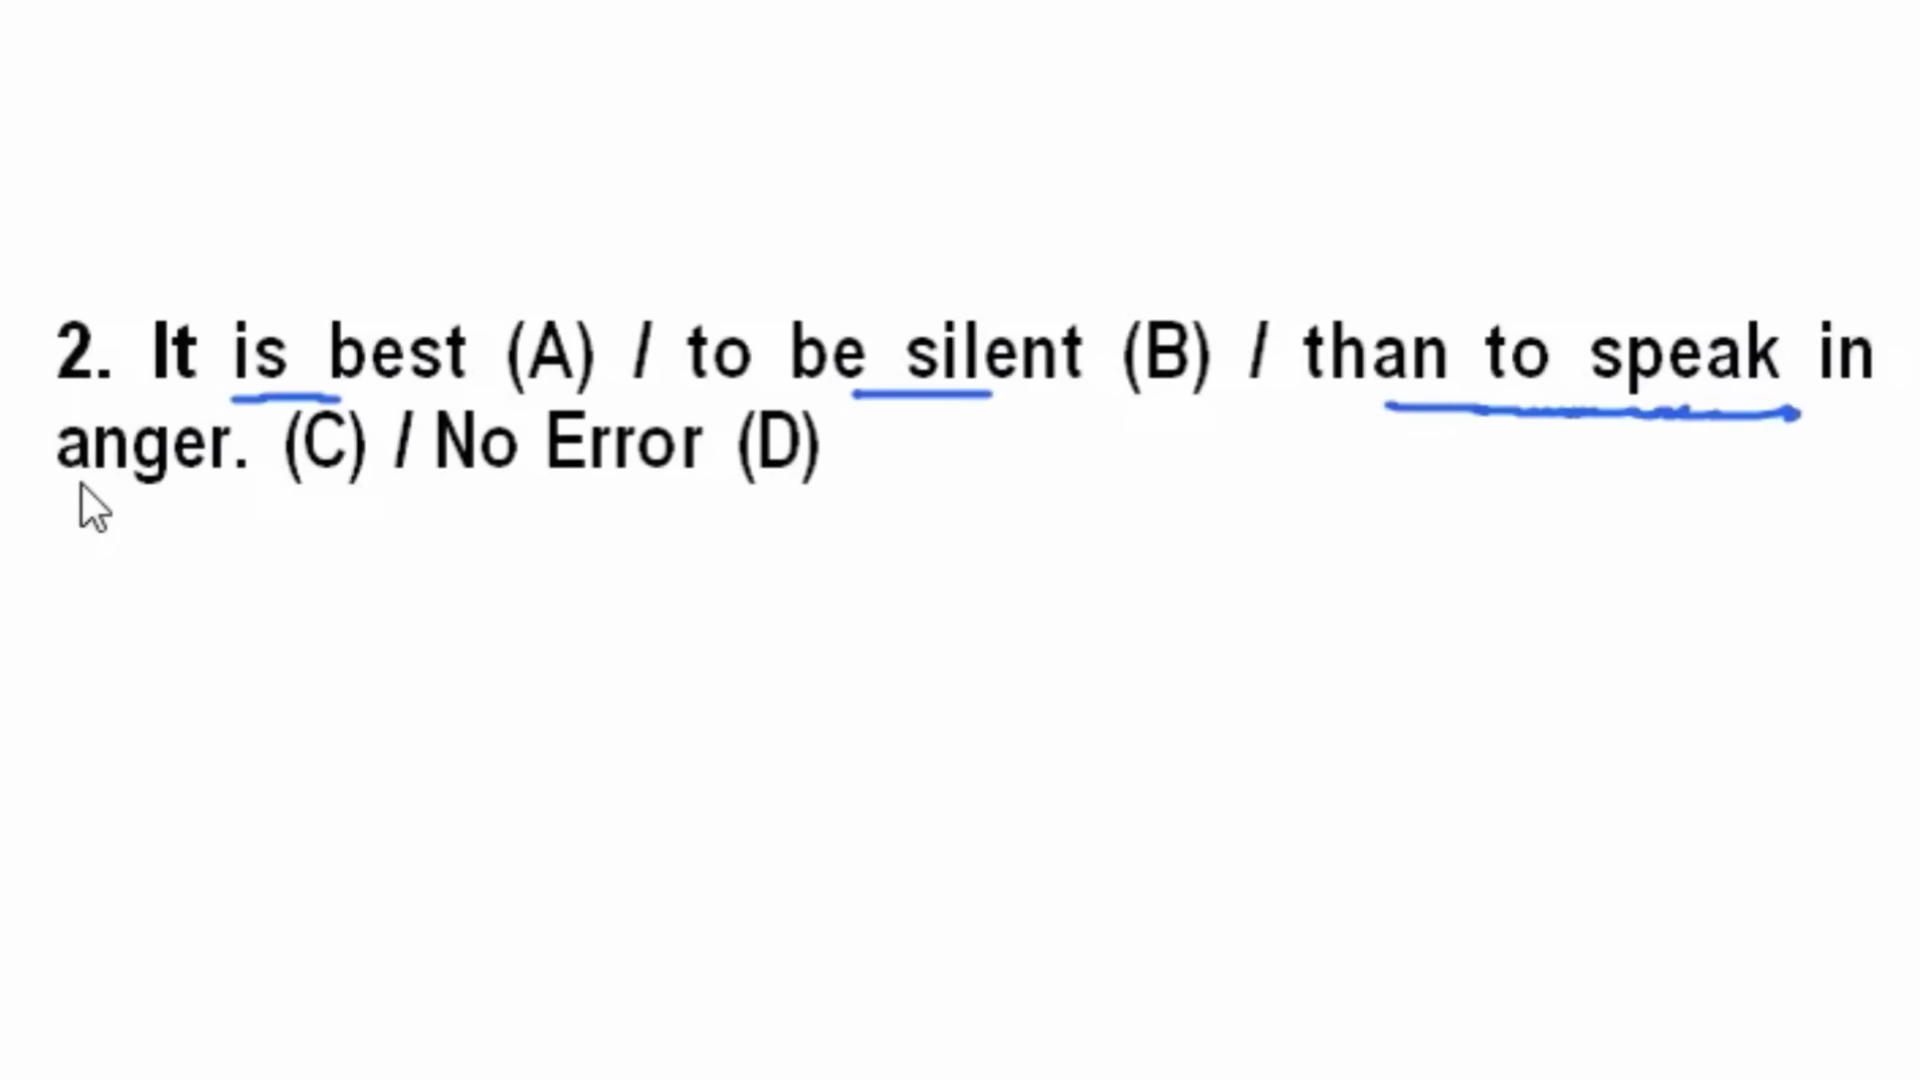 2. It is best (A) / to be silent (B) / than to speak in
anger. (C) / No Error (D)